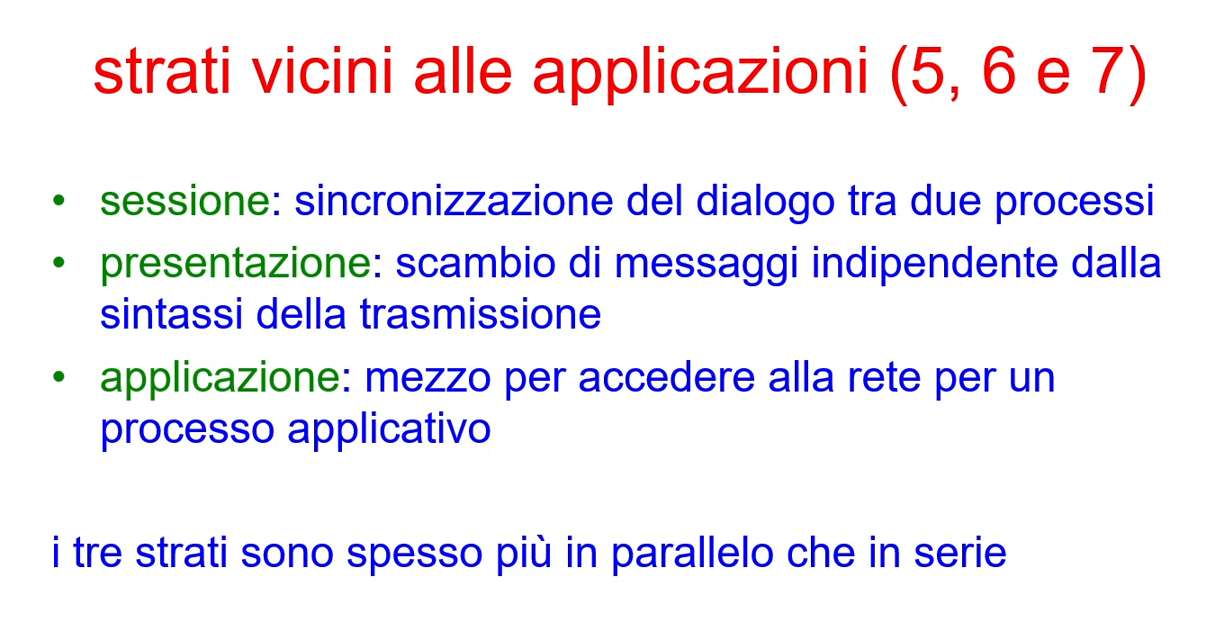 strati vicini alle applicazioni (5, 6 e 7)
• sessione: sincronizzazione del dialogo tra due processi
• presentazione: scambio di messaggi indipendente dalla
sintassi della trasmissione
• applicazione: mezzo per accedere alla rete per un
processo applicativo
i tre strati sono spesso più in parallelo che in serie